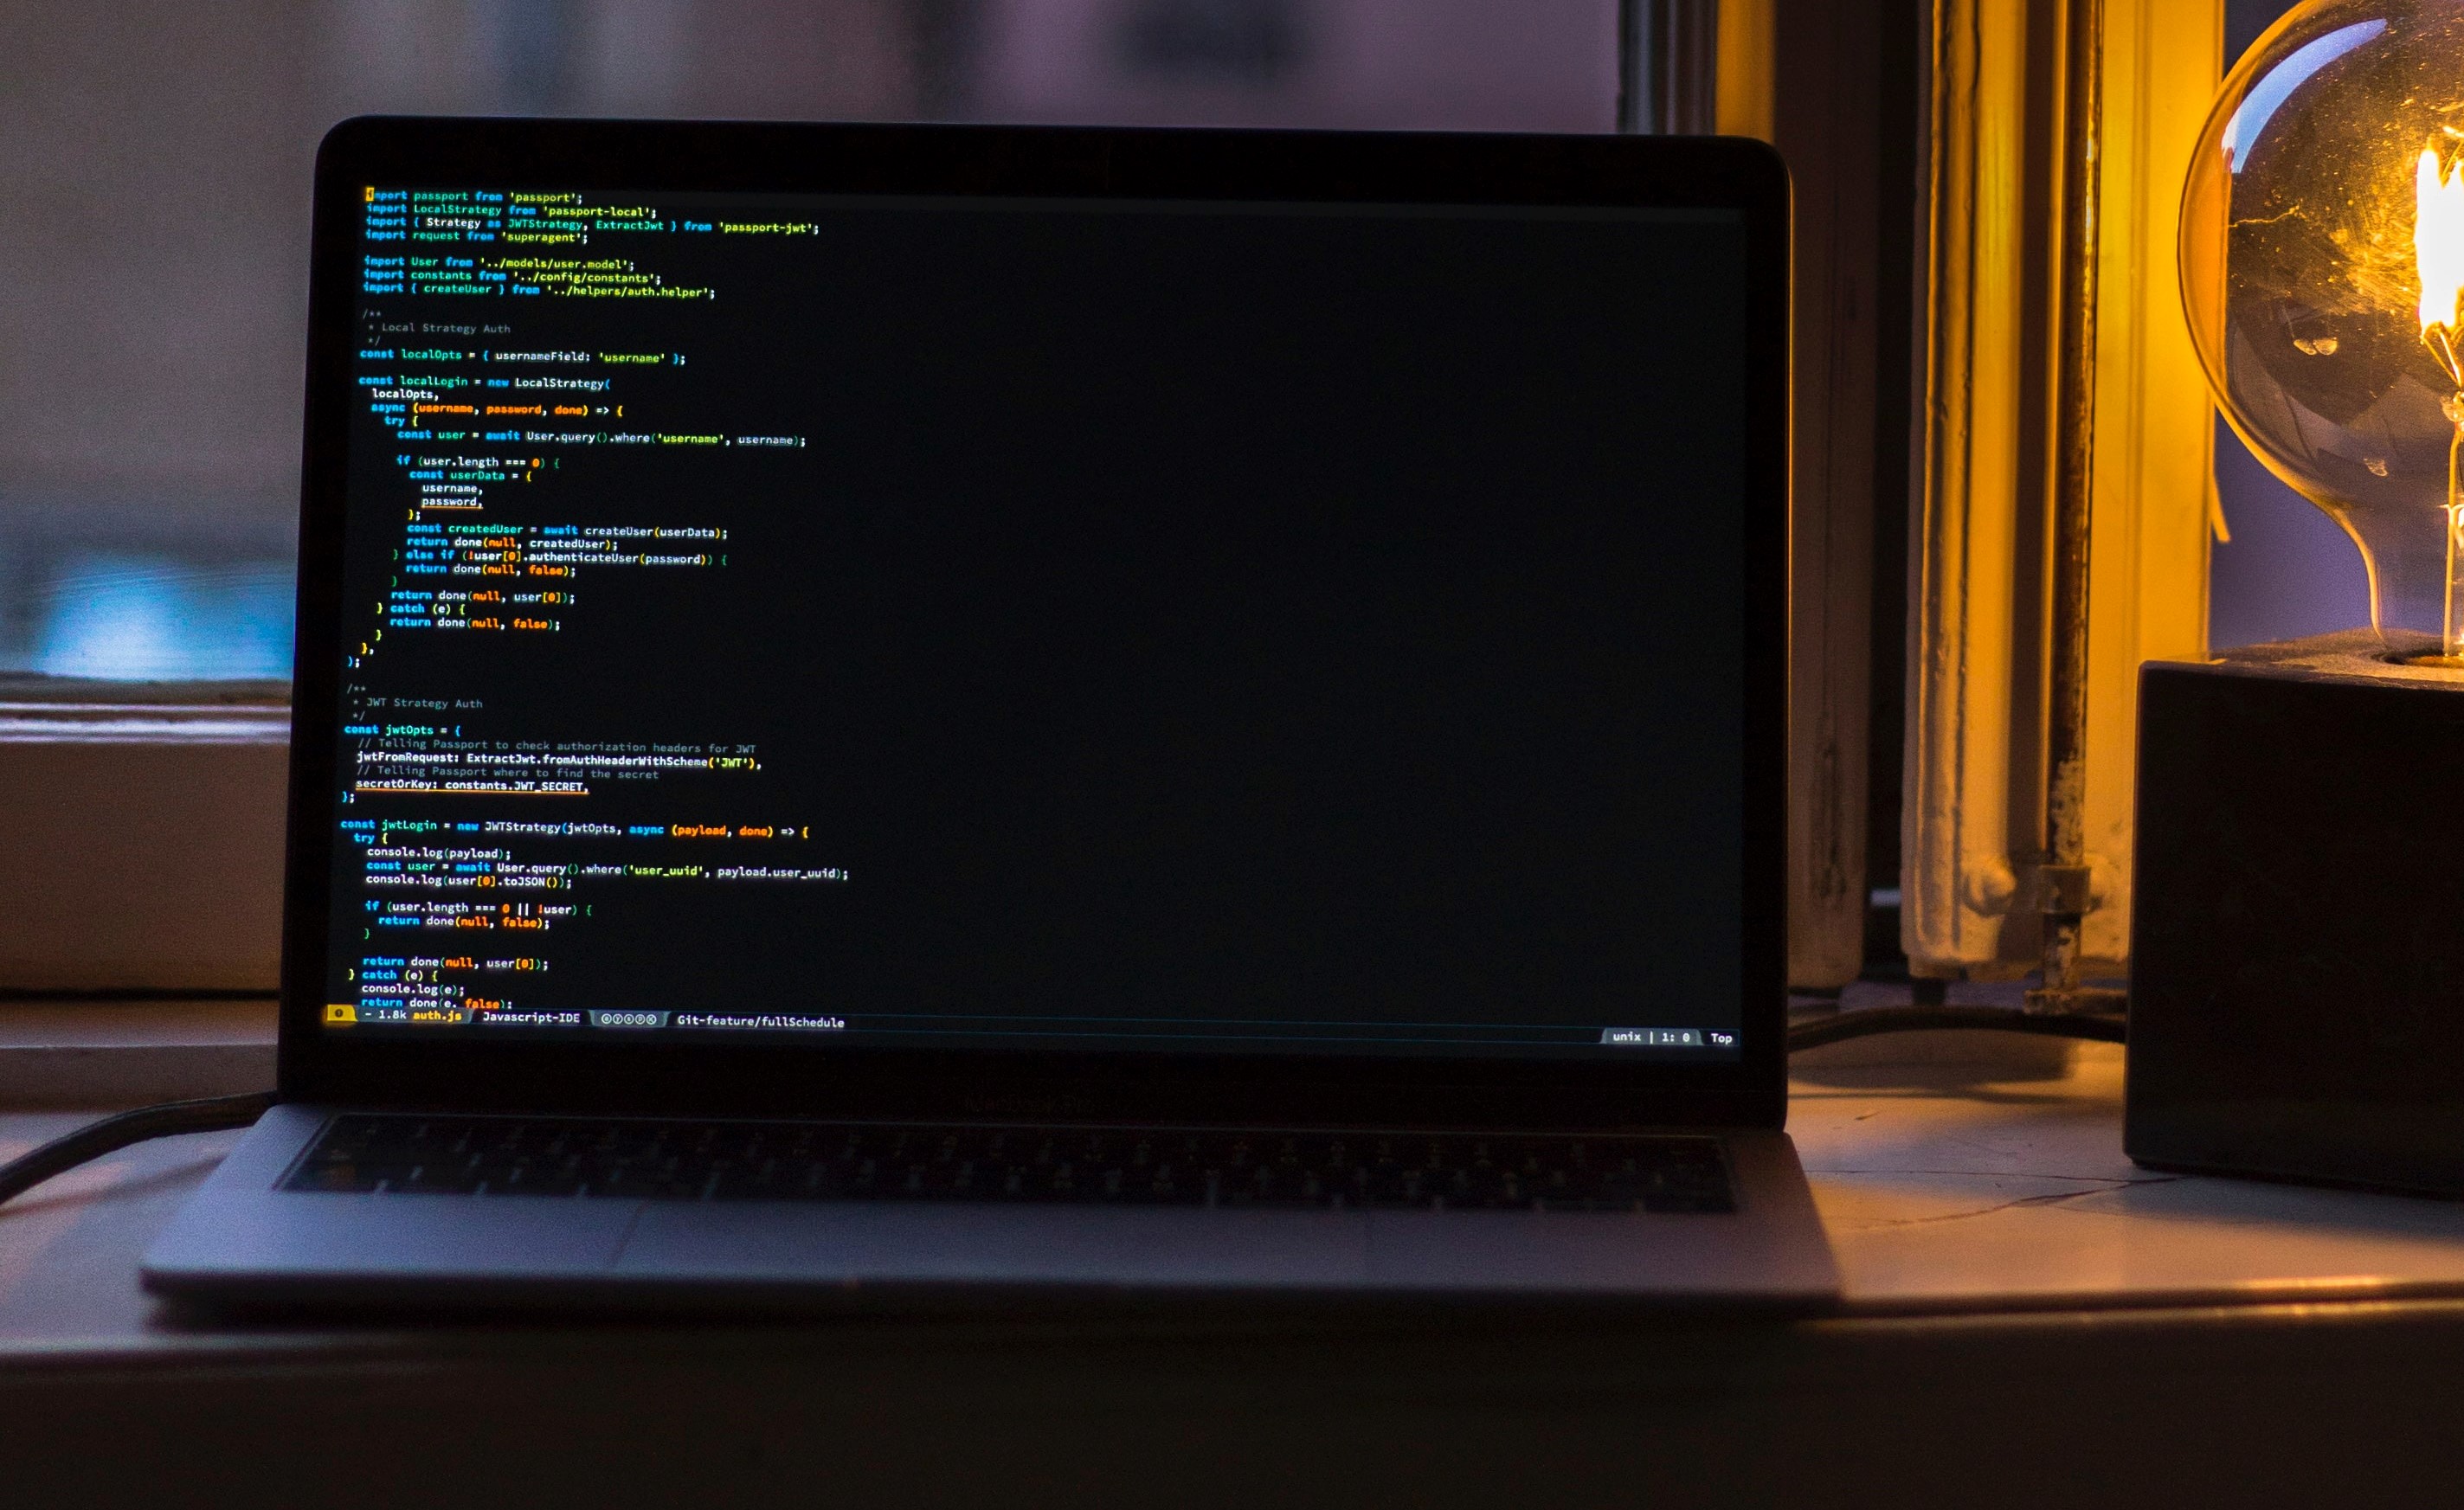 import passport from 'passport';
import LocalStrategy from 'passport-local';
import { Strategy as JWTStrategy, ExtractJwt } from 'passport-jwt';
import request from 'superagent';

import User from '../models/user.model';
import constants from '../config/constants';
import { createUser } from '../helpers/auth.helper';

/**
 * Local Strategy Auth
 */
const localOpts = { usernameField: 'username' };

const localLogin = new LocalStrategy(
  localOpts,
  async (username, password, done) => {
    try {
      const user = await User.query().where('username', username);

      if (user.length === 0) {
        const userData = {
          username,
          password,
        };
        const createdUser = await createUser(userData);
        return done(null, createdUser);
      } else if (!user[0].authenticateUser(password)) {
        return done(null, false);
      }
      return done(null, user[0]);
    } catch (e) {
      return done(null, false);
    }
  },
);

/**
 * JWT Strategy Auth
 */
const jwtOpts = {
  // Telling Passport to check authorization headers for JWT
  jwtFromRequest: ExtractJwt.fromAuthHeaderWithScheme('JWT'),
  // Telling Passport where to find the secret
  secretOrKey: constants.JWT_SECRET,
};

const jwtLogin = new JWTStrategy(jwtOpts, async (payload, done) => {
  try {
    console.log(payload);
    const user = await User.query().where('user_uuid', payload.user_uuid);
    console.log(user[0].toJSON());

    if (user.length === 0 || !user) {
      return done(null, false);
    }

    return done(null, user[0]);
  } catch (e) {
    console.log(e);
    return done(e, false);
- 1.8k auth.js Javascript-IDE Git-feature/fullSchedule unix | 1: 0 Top
MacBook Pro